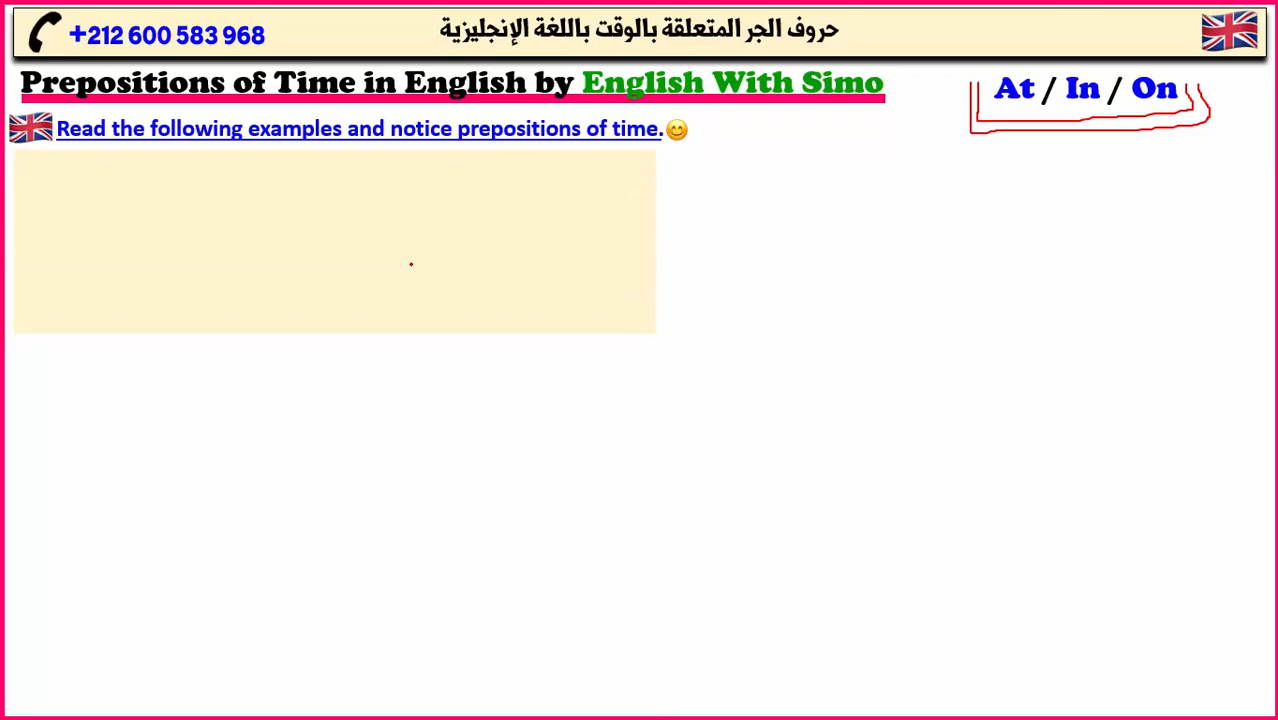 +212 600 583 968
حروف الجر المتعلقة بالوقت باللغة الإنجليزية
Prepositions of Time in English by English With Simo
At / In / On
Read the following examples and notice prepositions of time.😊